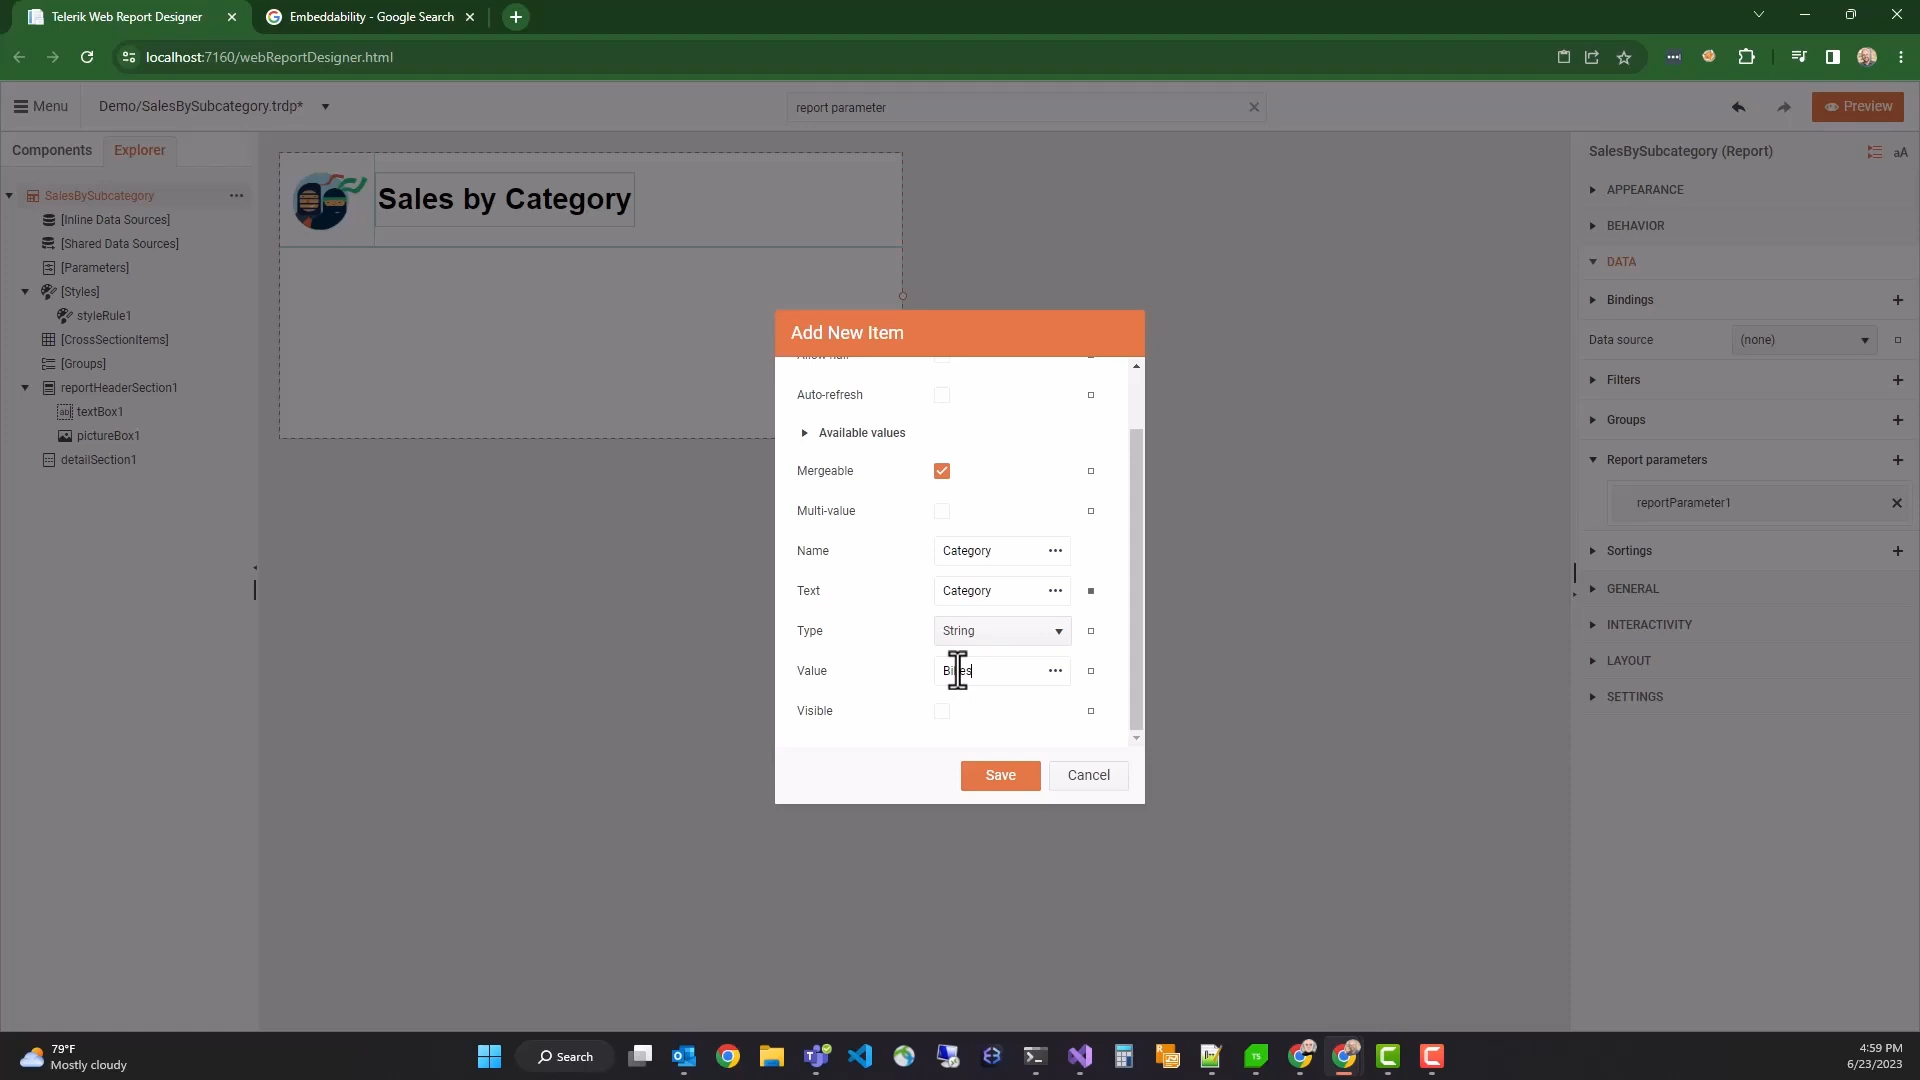 Telerik Web Report Designer
Embeddability - Google Search
localhost:7160/webReportDesigner.html
Menu
Demo/SalesBySubcategory.trdp*
report parameter
Preview
Components
Explorer
SalesBySubcategory
[Inline Data Sources]
[Shared Data Sources]
[Parameters]
[Styles]
styleRule1
[CrossSectionItems]
[Groups]
reportHeaderSection1
textBox1
pictureBox1
detailSection1
Sales by Category
Add New Item
Auto-refresh
Available values
Mergeable
Multi-value
Name
Category
Text
Category
Type
String
Value
Bikes
Visible
Save
Cancel
SalesBySubcategory (Report)
aA
APPEARANCE
BEHAVIOR
DATA
Bindings
Data source
(none)
Filters
Groups
Report parameters
reportParameter1
Sortings
GENERAL
INTERACTIVITY
LAYOUT
SETTINGS
79°F
Mostly cloudy
Search
4:59 PM
6/23/2023